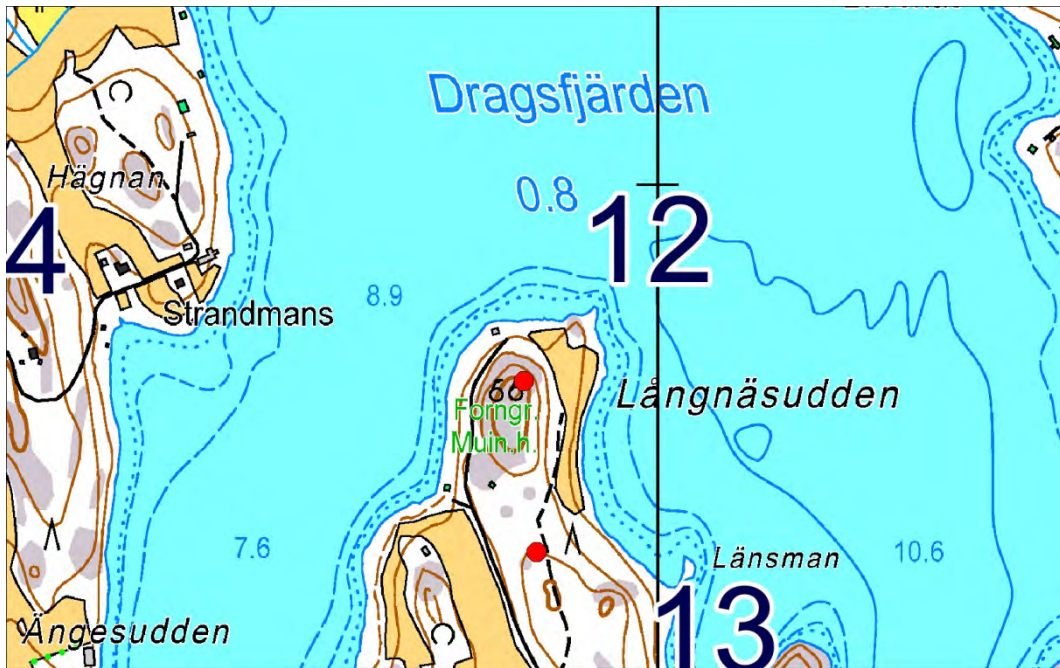 Dragsfjärden
Hägnan
0.8
4
12
8.9
Strandmans
66
Långnäsudden
Forngr.
Muin.h.
7.6
10.6
Länsman
13
Ängesudden